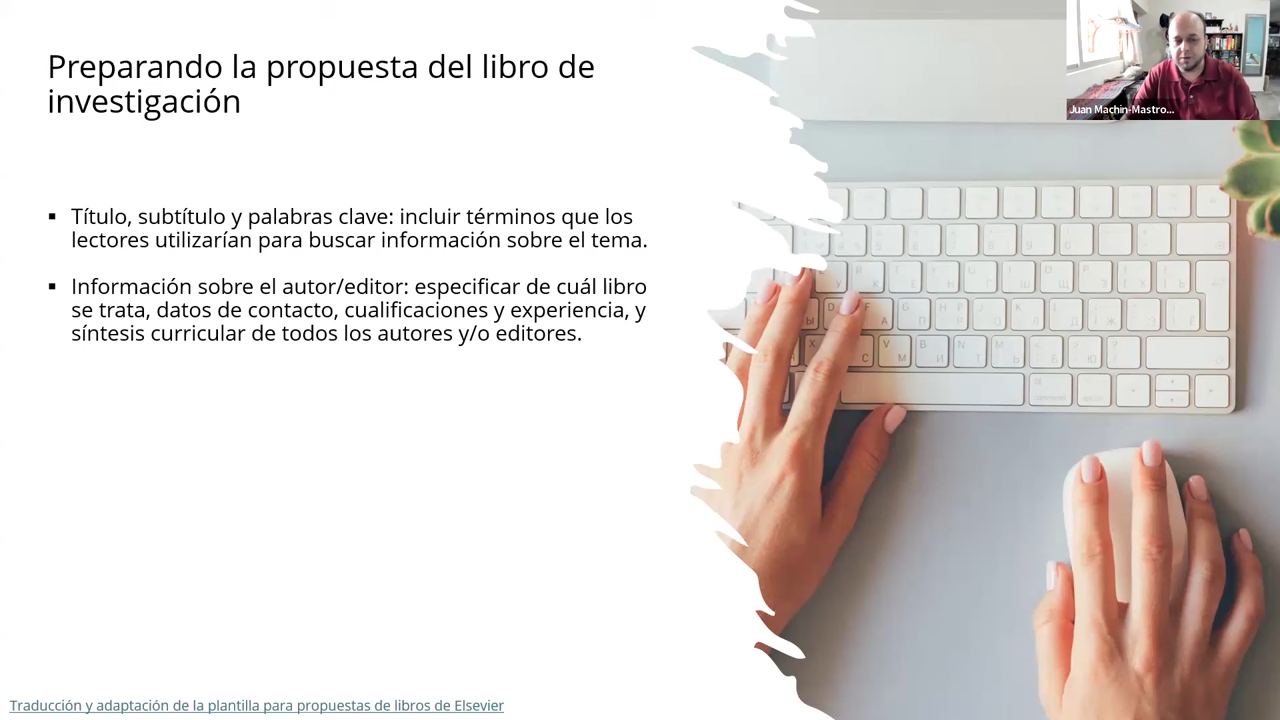 Preparando la propuesta del libro de
investigación
Juan Machin-Mastro...
▪ Título, subtítulo y palabras clave: incluir términos que los
lectores utilizarían para buscar información sobre el tema.
▪ Información sobre el autor/editor: especificar de cuál libro
se trata, datos de contacto, cualificaciones y experiencia, y
síntesis curricular de todos los autores y/o editores.
Traducción y adaptación de la plantilla para propuestas de libros de Elsevier